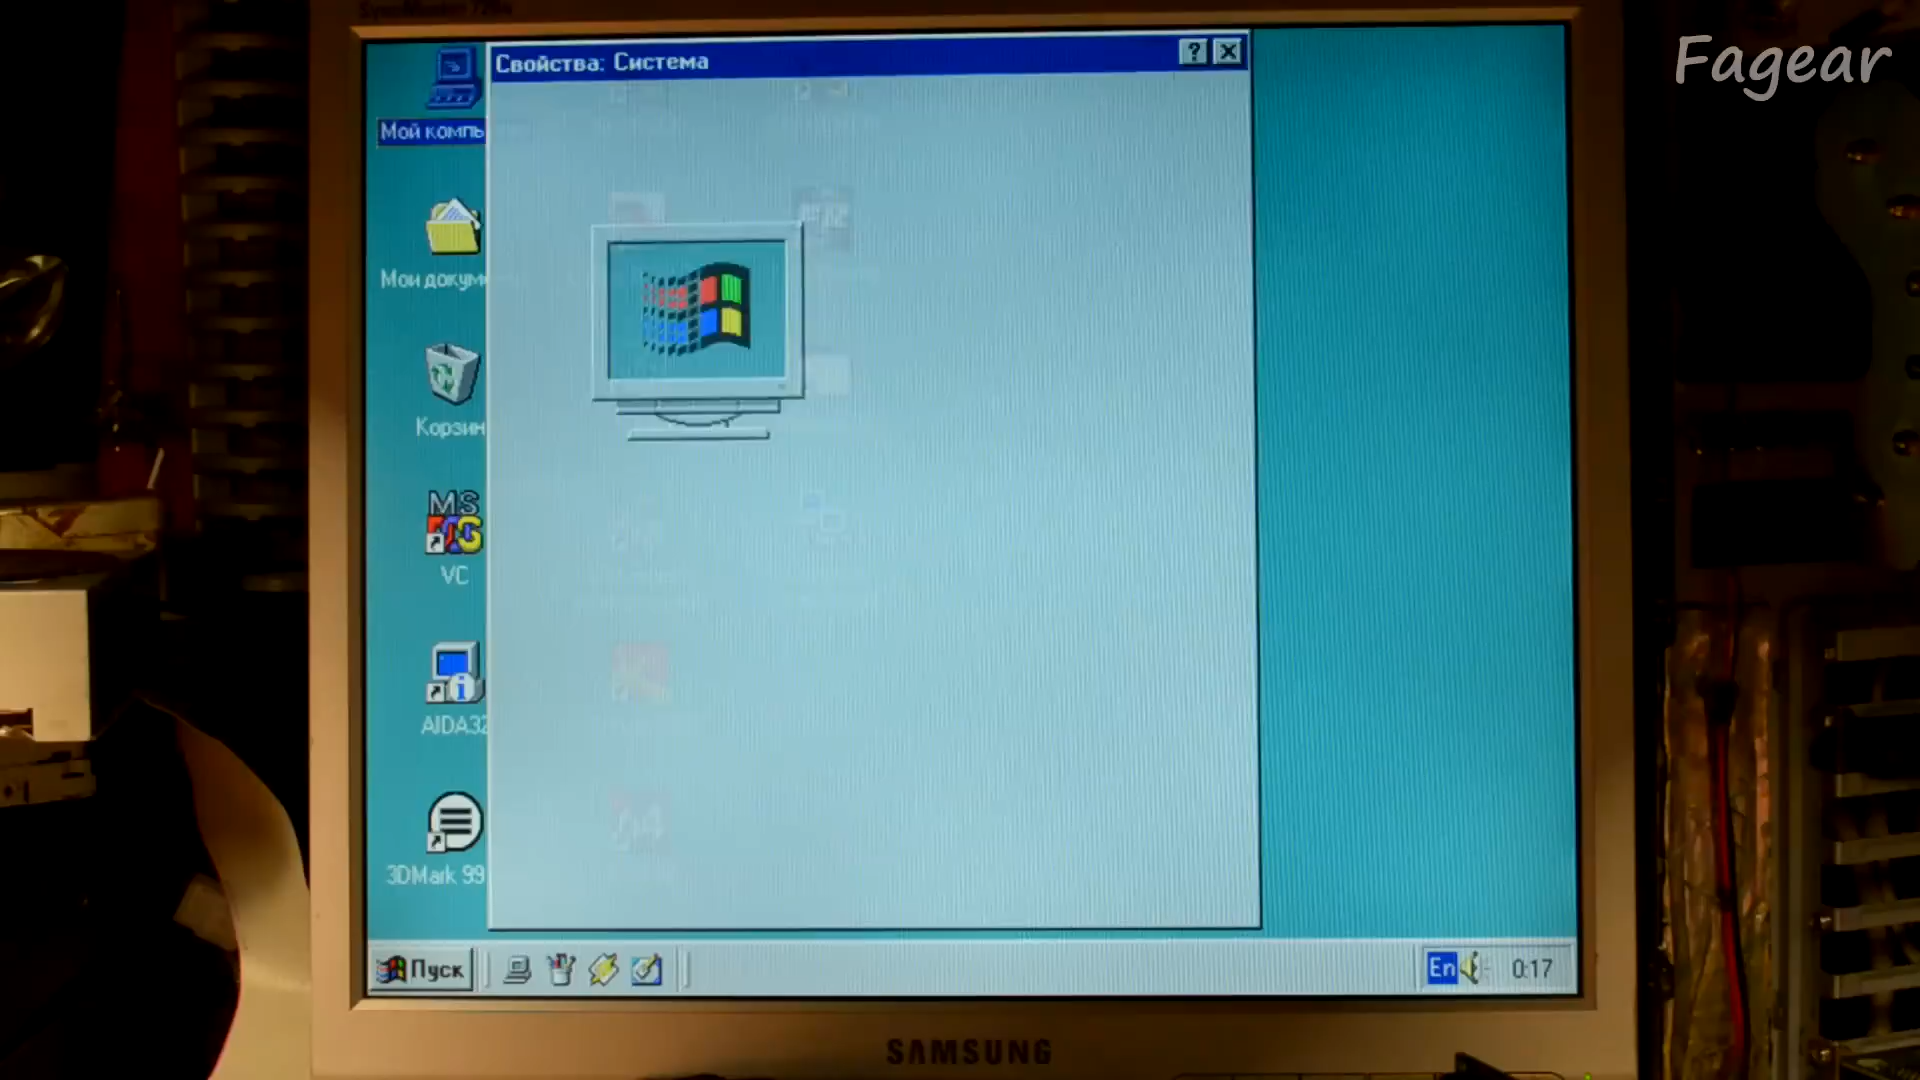 Fagear
Свойства: Система
Мой компь
Мои докум
Корзин
MS
VC
AIDA32
3DMark 99
Пуск
En
0:17
SAMSUNG